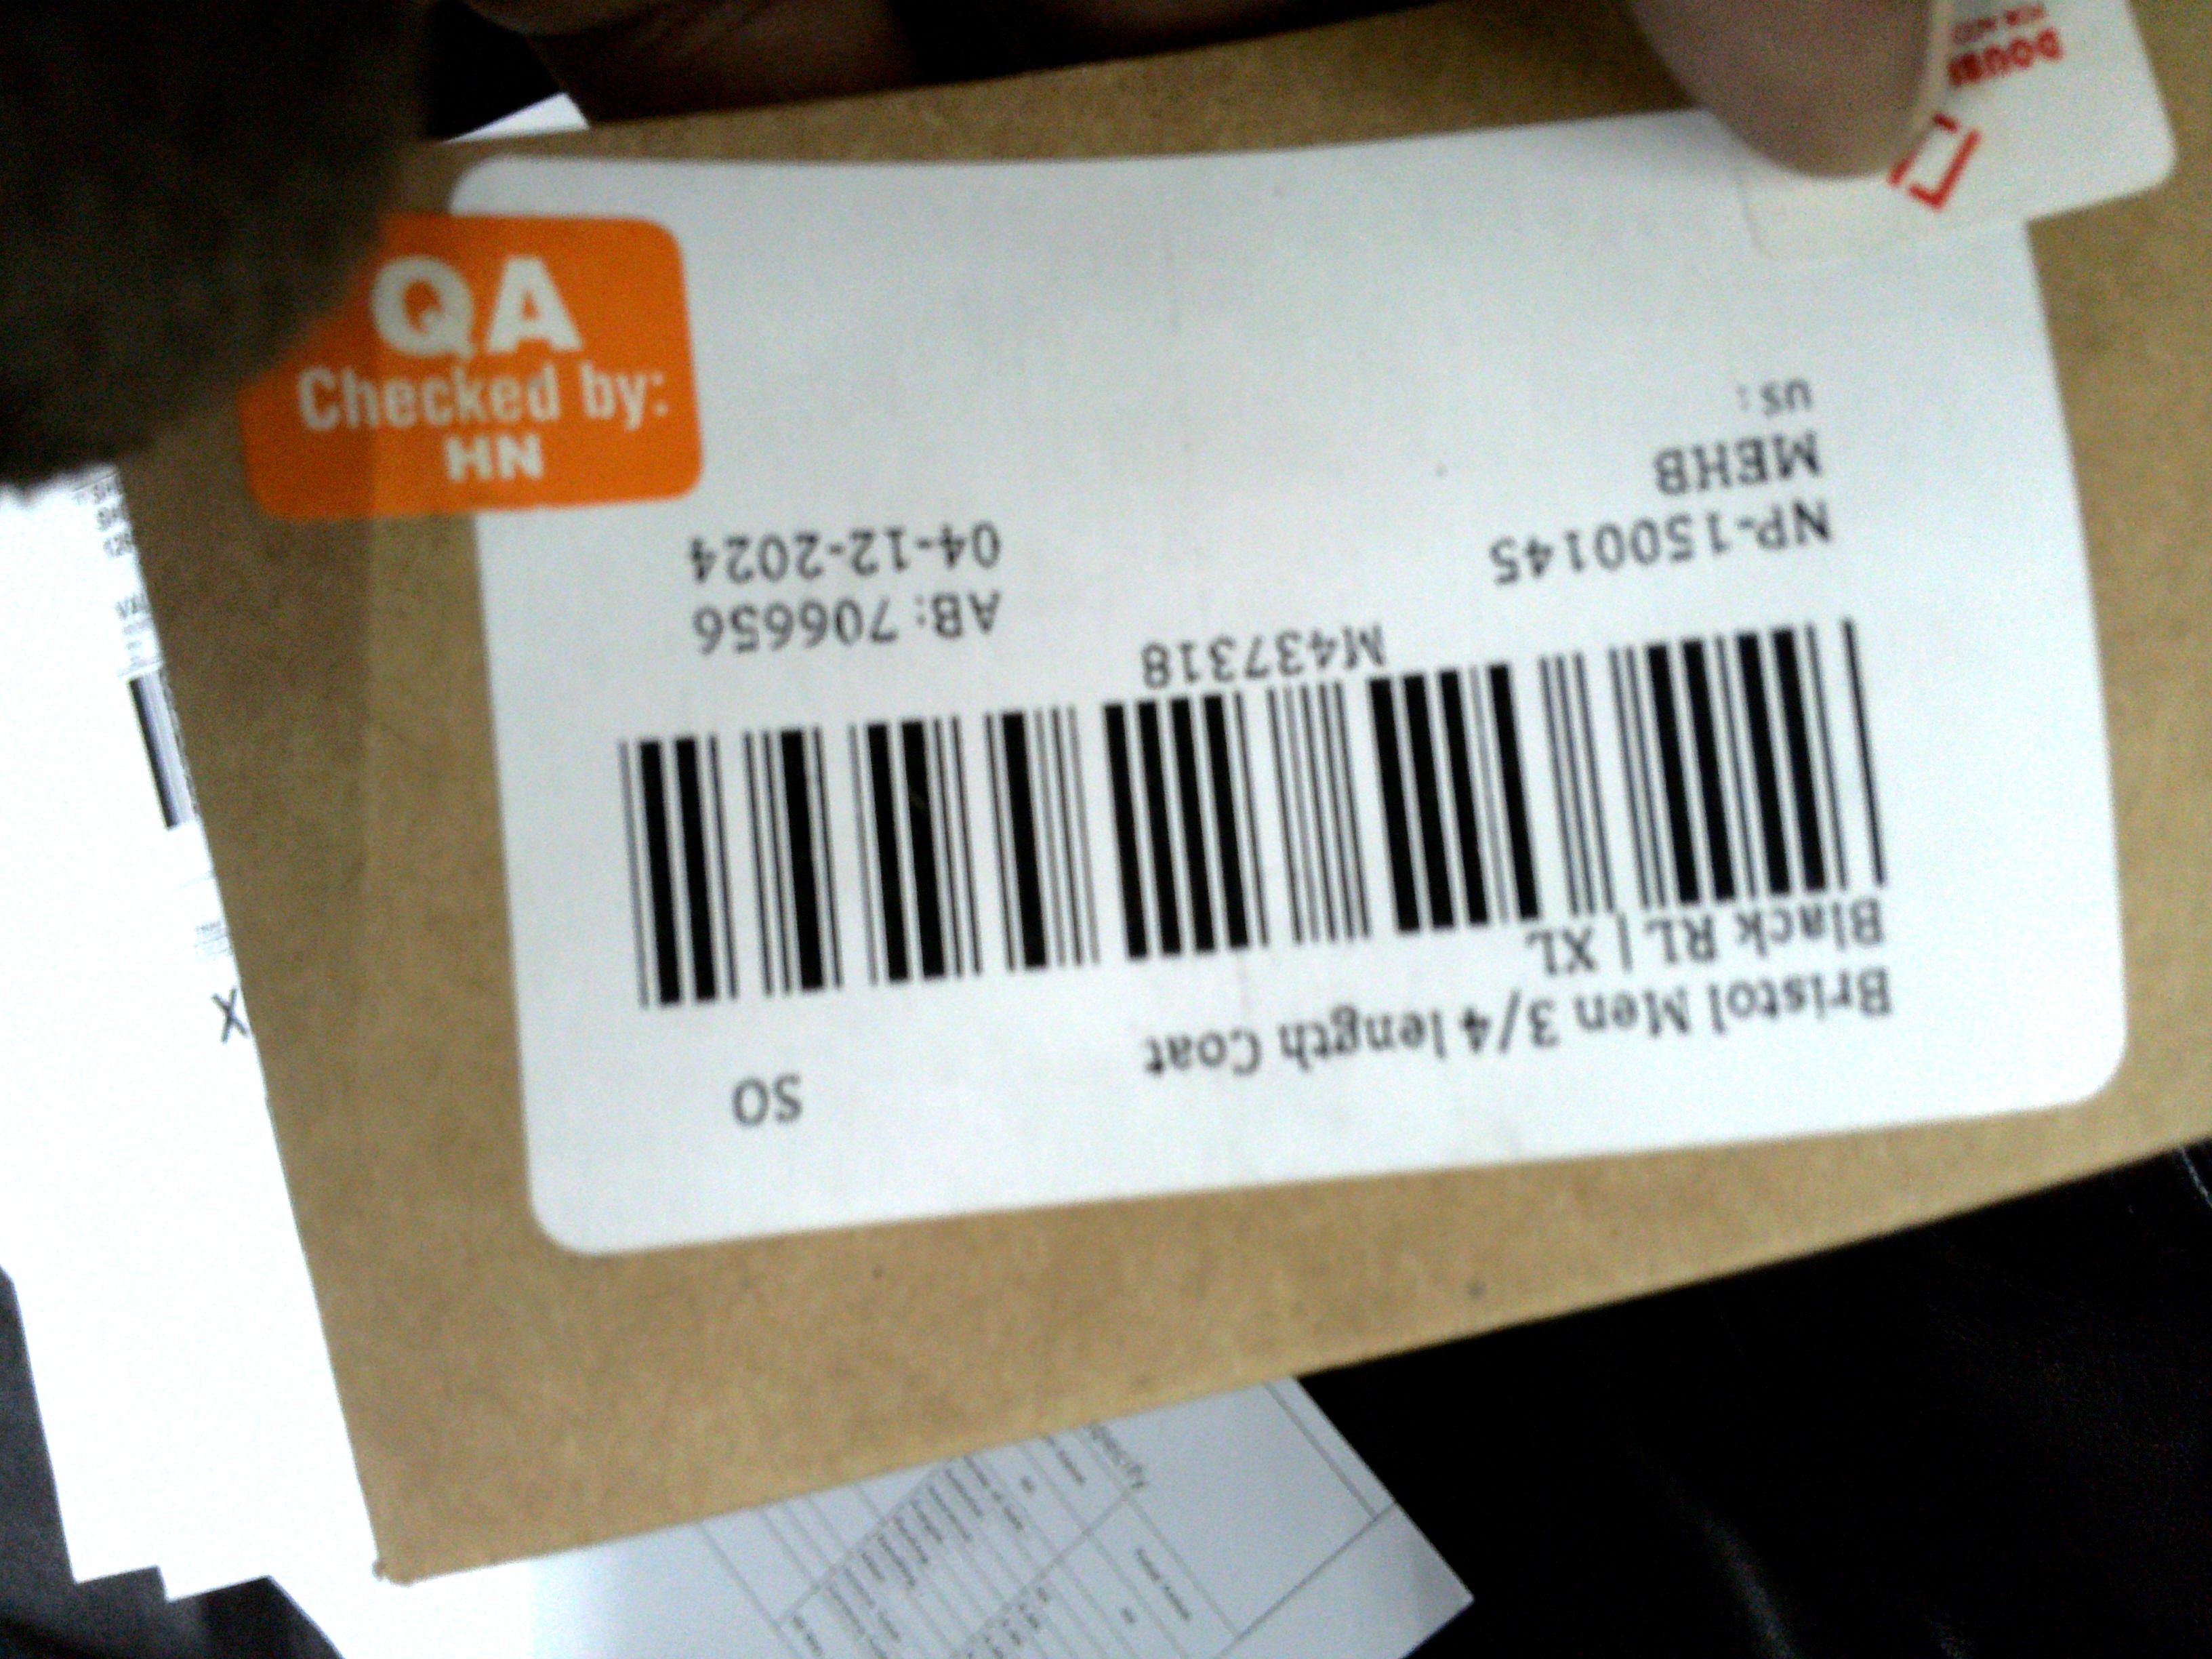 QA
Checked by:
HN
SO
Bristol Men 3/4 length Coat
Black RL | XL
M437318
NP-1500145
AB: 706656
MEHB
04-12-2024
US :
X